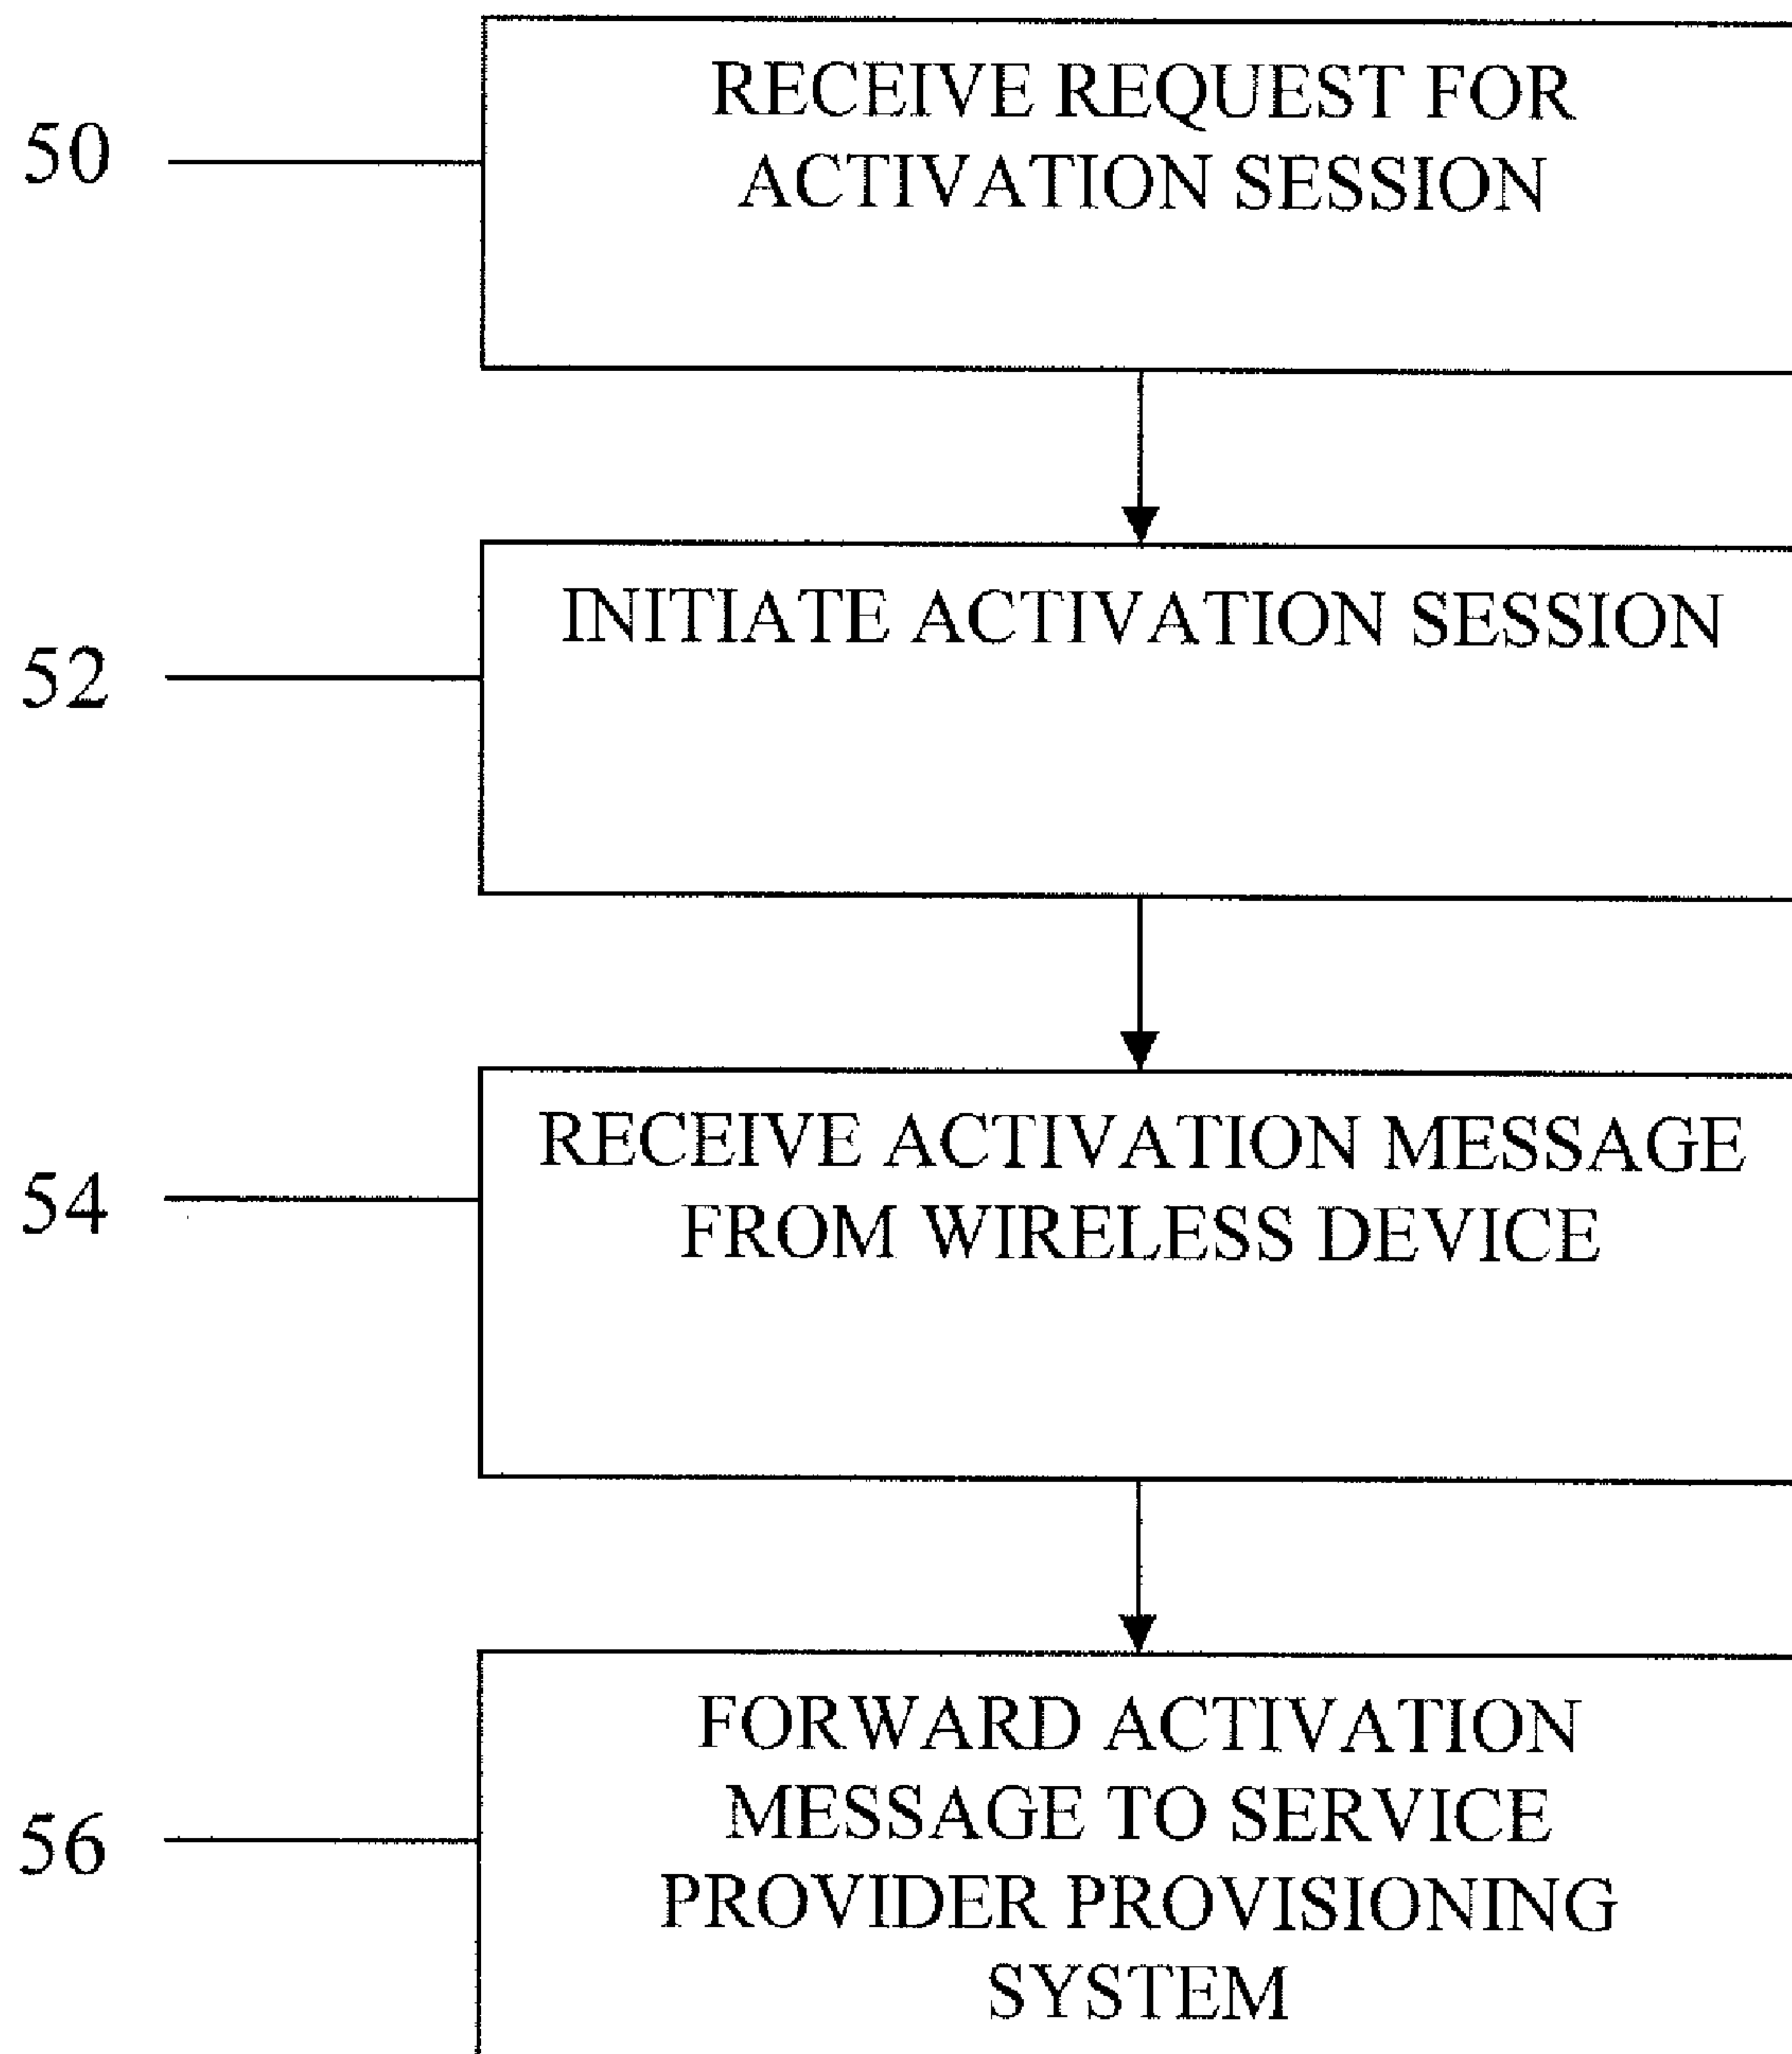 RECEIVE REQUEST FOR
ACTIVATION SESSION
50
INITIATE ACTIVATION SESSION
52
RECEIVE ACTIVATION MESSAGE
FROM WIRELESS DEVICE
54
FORWARD ACTIVATION
MESSAGE TO SERVICE
PROVIDER PROVISIONING
SYSTEM
56